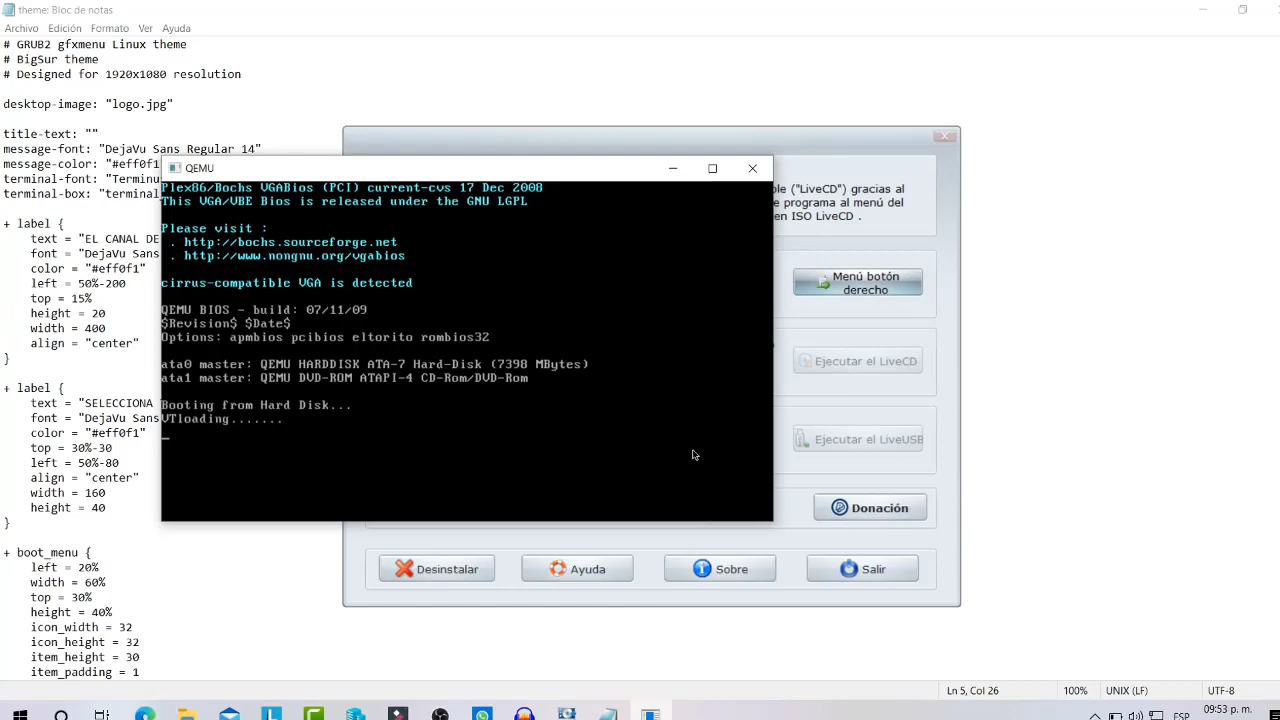 theme: Bloc de notas
Archivo Edición Formato Ver Ayuda
# GRUB2 gfxmenu Linux theme
# BigSur theme
# Designed for 1920x1080 resolution
desktop-image: "logo.jpg"
title-text: ""
message-font: "DejaVu Sans Regular 14"
message-color: "#eff0f1
terminal-font: "Terminu
terminal-box: "terminal
+ label {
text = "EL CANAL DE
font = "DejaVu Sans
color = "#eff0f1"
left = 50%-200
top = 15%
height = 20
width = 400
align = "center"
}
+ label {
text = "SELECCIONA
font = "DejaVu Sans
color = "#eff0f1"
top = 30%-30
left = 50%-80
align = "center"
width = 160
height = 40
}
+ boot_menu {
left = 20%
width = 60%
top = 30%
height = 40%
icon_width = 32
icon_height = 32
item_height = 30
item_padding = 1
QEMU
Plex86/Bochs VGABios (PCI) current-cvs 17 Dec 2008
This VGA/VBE Bios is released under the GNU LGPL
Please visit :
. http://bochs.sourceforge.net
. http://www.nongnu.org/vgabios
cirrus-compatible VGA is detected
QEMU BIOS - build: 07/11/09
$Revision$ $Date$
Options: apmbios pcibios eltorito rombios32
ata0 master: QEMU HARDDISK ATA-7 Hard-Disk (7398 MBytes)
ata1 master: QEMU DVD-ROM ATAPI-4 CD-Rom/DVD-Rom
Booting from Hard Disk...
VTloading.......
ble ("LiveCD") gracias al
e programa al menú del
en ISO LiveCD .
Menú botón
derecho
Ejecutar el LiveCD
Ejecutar el LiveUSB
Donación
Desinstalar
Ayuda
Sobre
Salir
Ln 5, Col 26
100%
UNIX (LF)
UTF-8
ESP
09:53 p. m.